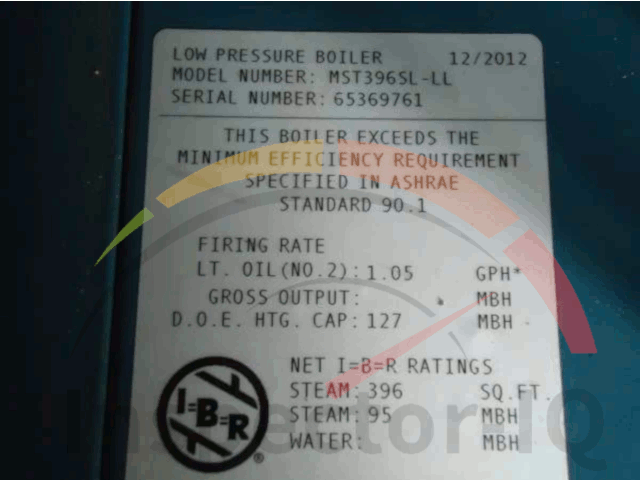 LOW PRESSURE BOILER 12/2012
MODEL NUMBER: MST396SL-LL
SERIAL NUMBER: 65369761
THIS BOILER EXCEEDS THE
MINIMUM EFFICIENCY REQUIREMENT
SPECIFIED IN ASHRAE
STANDARD 90.1
FIRING RATE
LT. OIL(NO.2): 1.05 GPH*
GROSS OUTPUT: MBH
D.O.E. HTG. CAP: 127 MBH
NET I=B=R RATINGS
STEAM: 396 SQ.FT.
STEAM: 95 MBH
WATER: MBH
I=B=R
®
Inspector-IQ